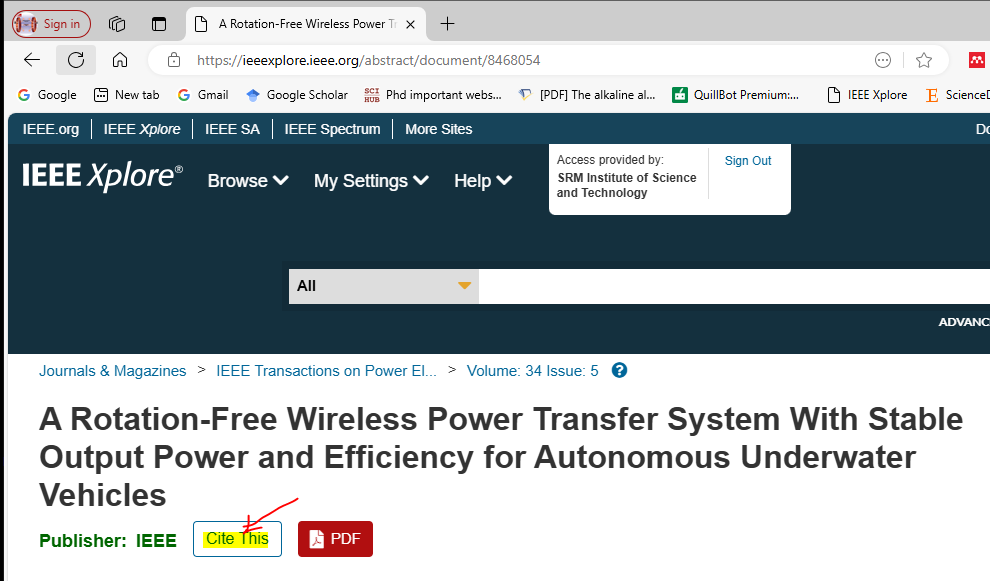 Sign in
A Rotation-Free Wireless Power Tr
https://ieeexplore.ieee.org/abstract/document/8468054
Google New tab Gmail Google Scholar SCI HUB Phd important webs... [PDF] The alkaline al... QuillBot Premium:... IEEE Xplore E ScienceD
IEEE.org IEEE Xplore IEEE SA IEEE Spectrum More Sites Do
IEEE Xplore® Browse My Settings Help
Access provided by:
SRM Institute of Science
and Technology
Sign Out
All
ADVANC
Journals & Magazines > IEEE Transactions on Power El... > Volume: 34 Issue: 5 ?
A Rotation-Free Wireless Power Transfer System With Stable
Output Power and Efficiency for Autonomous Underwater
Vehicles
Publisher: IEEE Cite This PDF